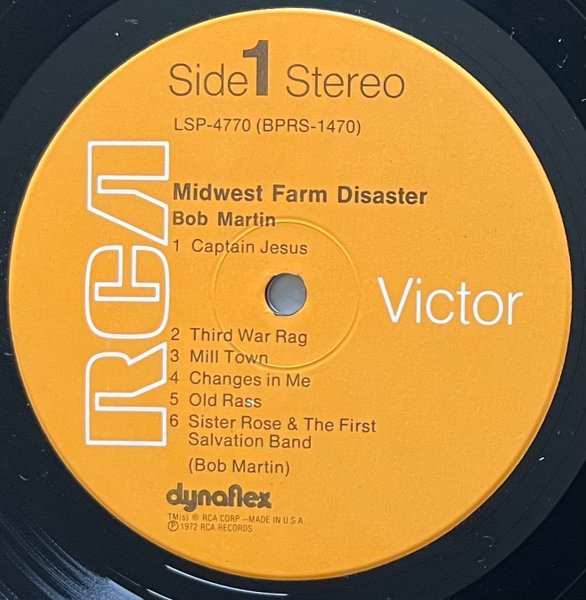 Side 1 Stereo
LSP-4770 (BPRS-1470)
RCA
Midwest Farm Disaster
Bob Martin
1 Captain Jesus
Victor
2 Third War Rag
3 Mill Town
4 Changes in Me
5 Old Rass
6 Sister Rose & The First
Salvation Band
(Bob Martin)
dynaflex
TM(s) ® RCA CORP –MADE IN U.S.A.
℗ 1972 RCA RECORDS